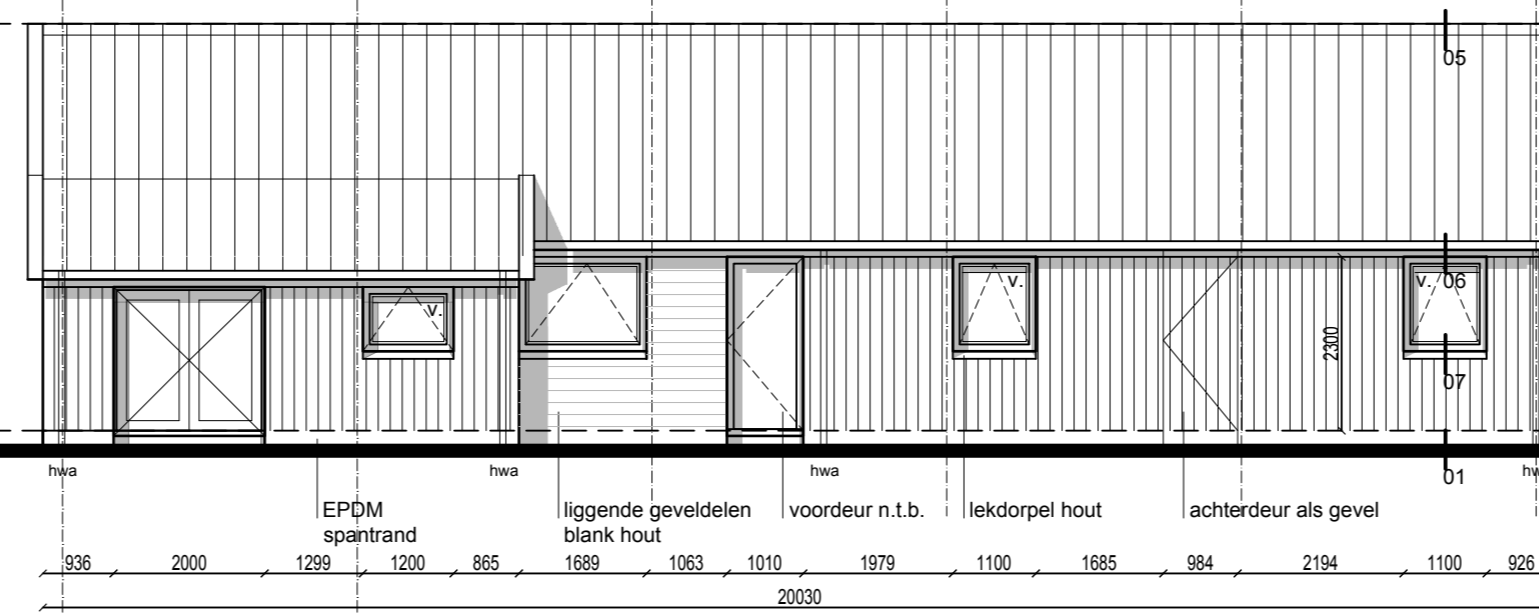 05
v.
v.
v.
06
2300
07
hwa
hwa
hwa
01
EPDM
spantrand
liggende geveldelen
blank hout
voordeur n.t.b.
lekdorpel hout
achterdeur als gevel
936 2000 1299 1200 865 1689 1063 1010 1979 1100 1685 984 2194 1100 926
20030